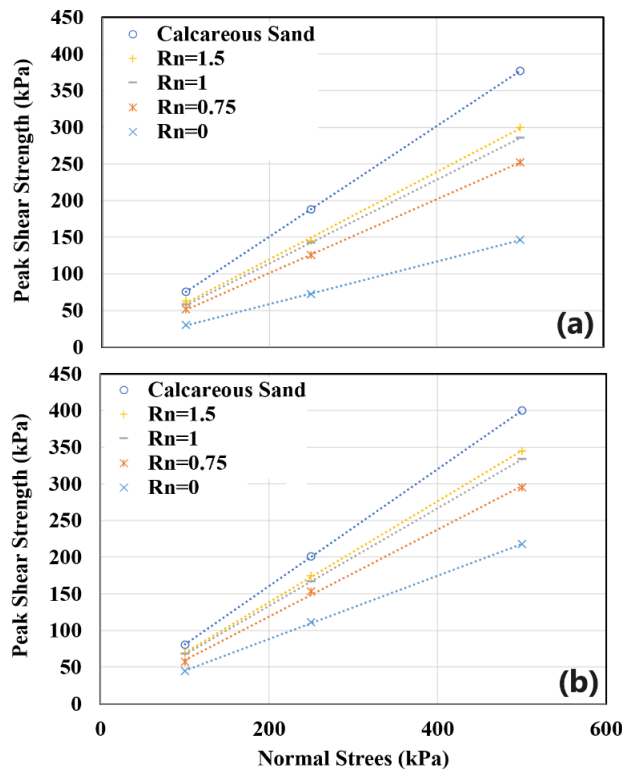 Peak Shear Strength (kPa)
450
400
350
300
250
200
150
100
50
0
Calcareous Sand
Rn=1.5
Rn=1
Rn=0.75
Rn=0
(a)
Peak Shear Strength (kPa)
450
400
350
300
250
200
150
100
50
0
Calcareous Sand
Rn=1.5
Rn=1
Rn=0.75
Rn=0
(b)
0 200 400 600
Normal Strees (kPa)